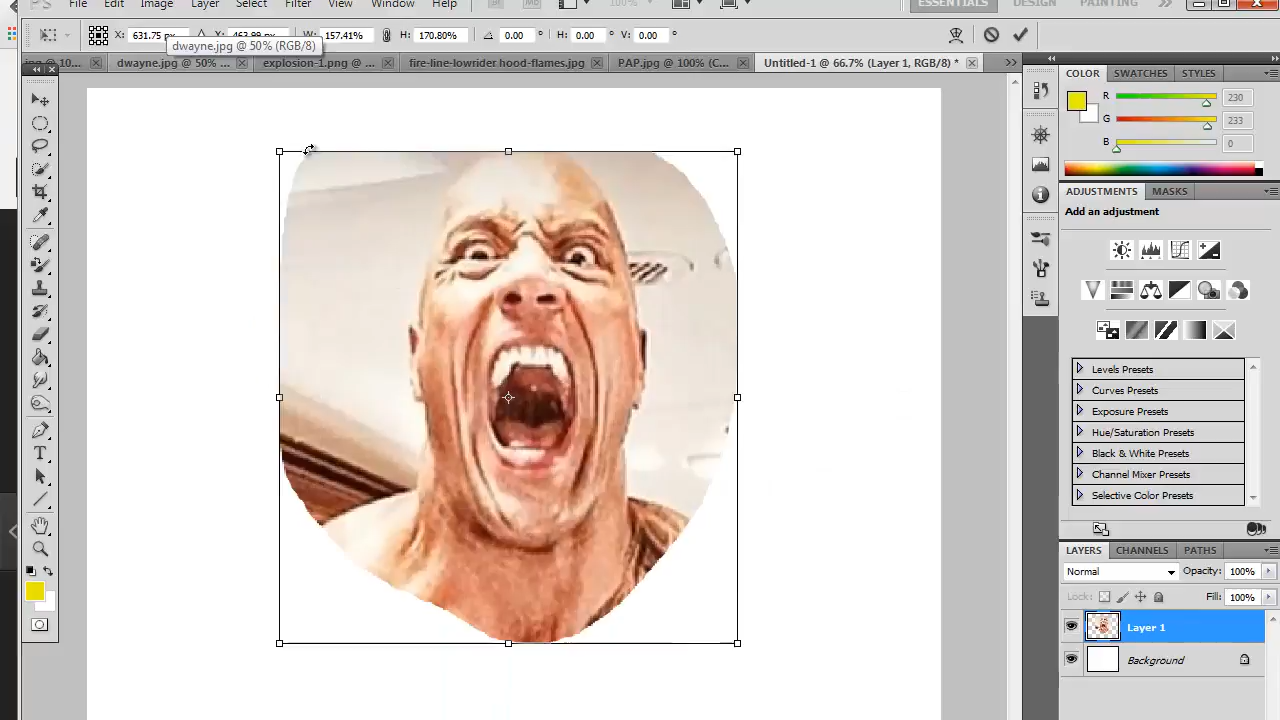 File Edit Image Layer Select Filter View Window Help 100% ESSENTIALS DESIGN PAINTING
X: 631.75 px W: 157.41% H: 170.80% 0.00 ° H: 0.00 ° V: 0.00 °
dwayne.jpg @ 50% (RGB/8)
dwayne.jpg @ 50% ... explosion-1.png @ ... fire-line-lowrider hood-flames.jpg PAP.jpg @ 100% (C... Untitled-1 @ 66.7% (Layer 1, RGB/8) *
COLOR SWATCHES STYLES
R 230
G 233
B 0
ADJUSTMENTS MASKS
Add an adjustment
Levels Presets
Curves Presets
Exposure Presets
Hue/Saturation Presets
Black & White Presets
Channel Mixer Presets
Selective Color Presets
LAYERS CHANNELS PATHS
Normal Opacity: 100%
Lock: Fill: 100%
Layer 1
Background